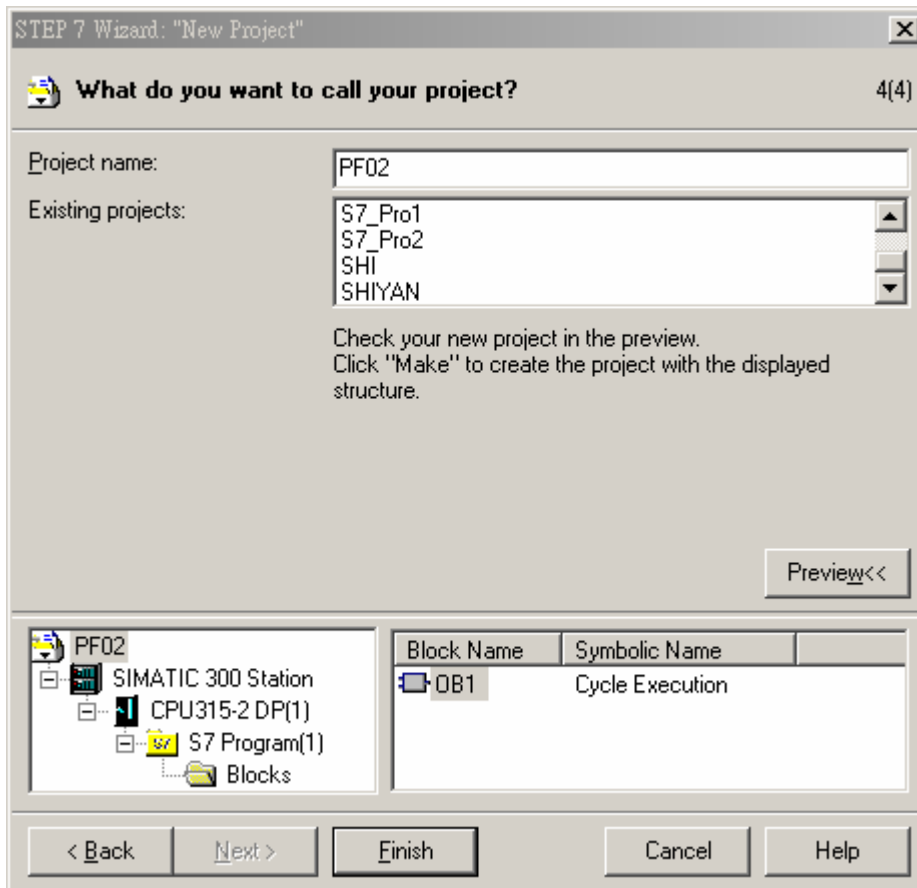 STEP 7 Wizard: "New Project"
What do you want to call your project?
4(4)
Project name:
PF02
Existing projects:
S7_Pro1
S7_Pro2
SHI
SHIYAN
Check your new project in the preview.
Click "Make" to create the project with the displayed
structure.
Preview<<
PF02
SIMATIC 300 Station
CPU315-2 DP(1)
S7 Program(1)
Blocks
Block Name
Symbolic Name
OB1
Cycle Execution
< Back
Next >
Finish
Cancel
Help